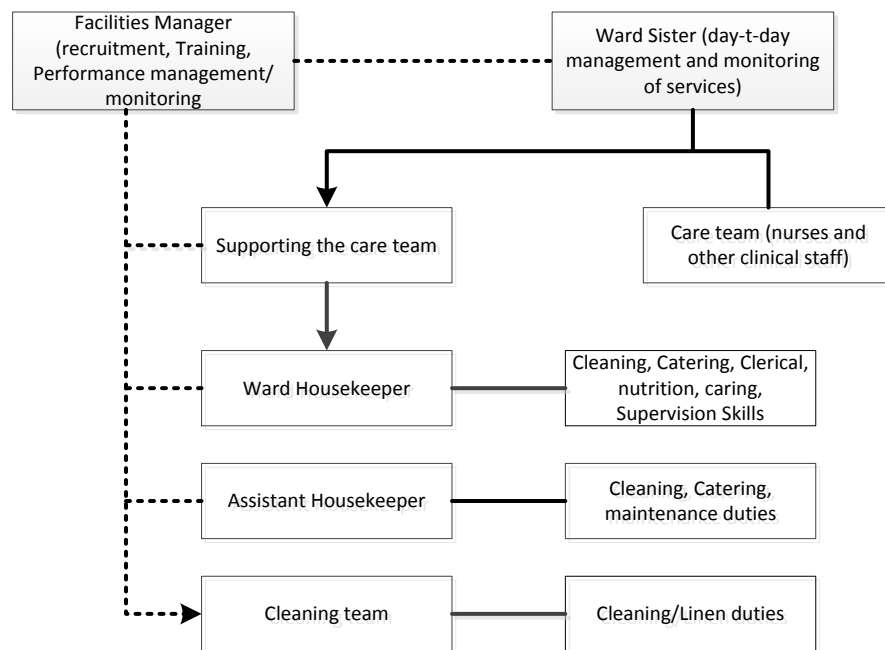 Facilities Manager
(recruitment, Training,
Performance management/
monitoring
Ward Sister (day-t-day
management and monitoring
of services)
Supporting the care team
Care team (nurses and
other clinical staff)
Ward Housekeeper
Cleaning, Catering, Clerical,
nutrition, caring,
Supervision Skills
Assistant Housekeeper
Cleaning, Catering,
maintenance duties
Cleaning team
Cleaning/Linen duties